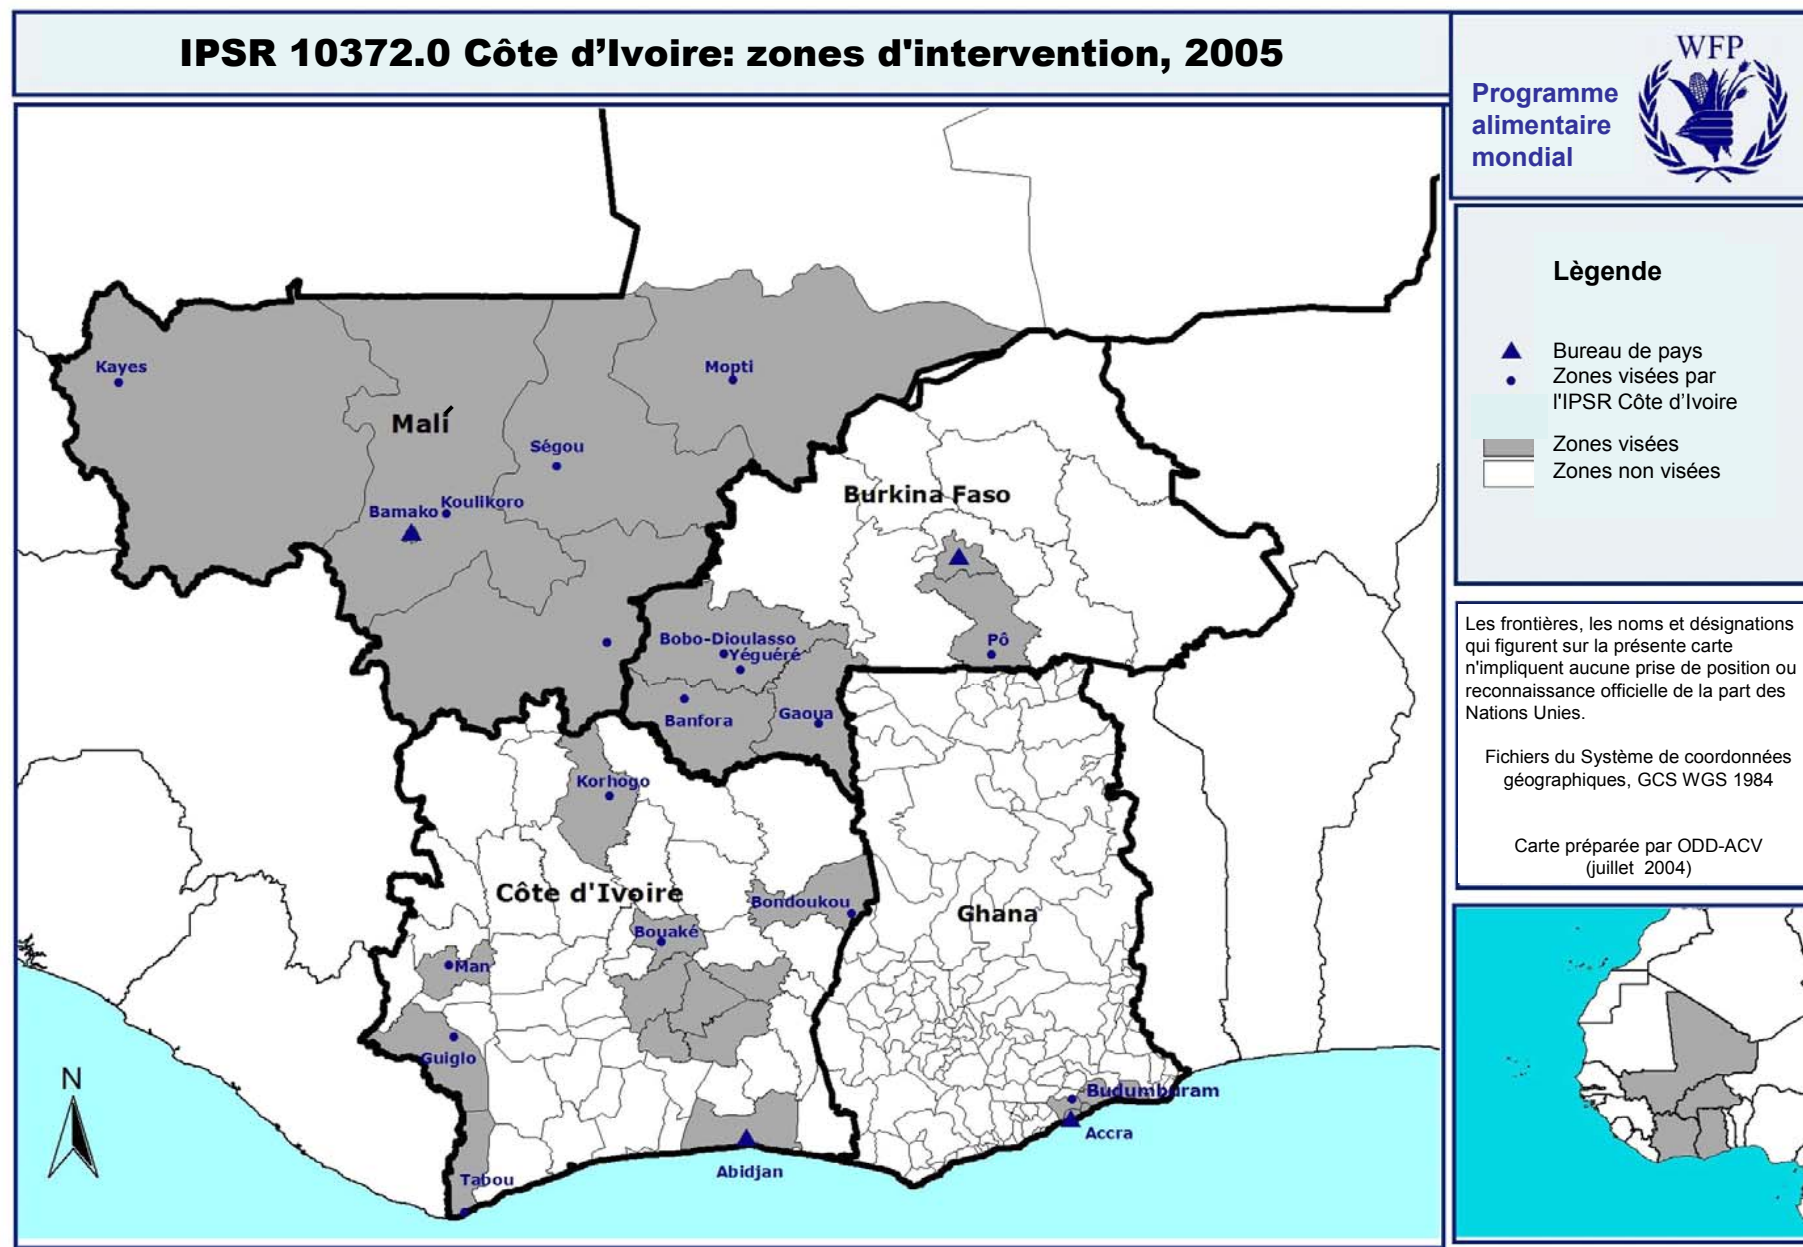 IPSR 10372.0 Côte d’Ivoire: zones d'intervention, 2005
WFP
Programme
alimentaire
mondial
Lègende
Bureau de pays
Zones visées par
l'IPSR Côte d’Ivoire
Zones visées
Zones non visées
Les frontières, les noms et désignations
qui figurent sur la présente carte
n'impliquent aucune prise de position ou
reconnaissance officielle de la part des
Nations Unies.
Fichiers du Système de coordonnées
géographiques, GCS WGS 1984
Carte préparée par ODD-ACV
(juillet 2004)
Kayes
Mopti
Malí
Ségou
Koulikoro
Bamako
Burkina Faso
Bobo-Dioulasso
Yéguéré
Pô
Banfora
Gaoua
Korhogo
Côte d'Ivoire
Bondoukou
Ghana
Bouaké
Man
Guiglo
N
Budumburam
Accra
Abidjan
Tabou